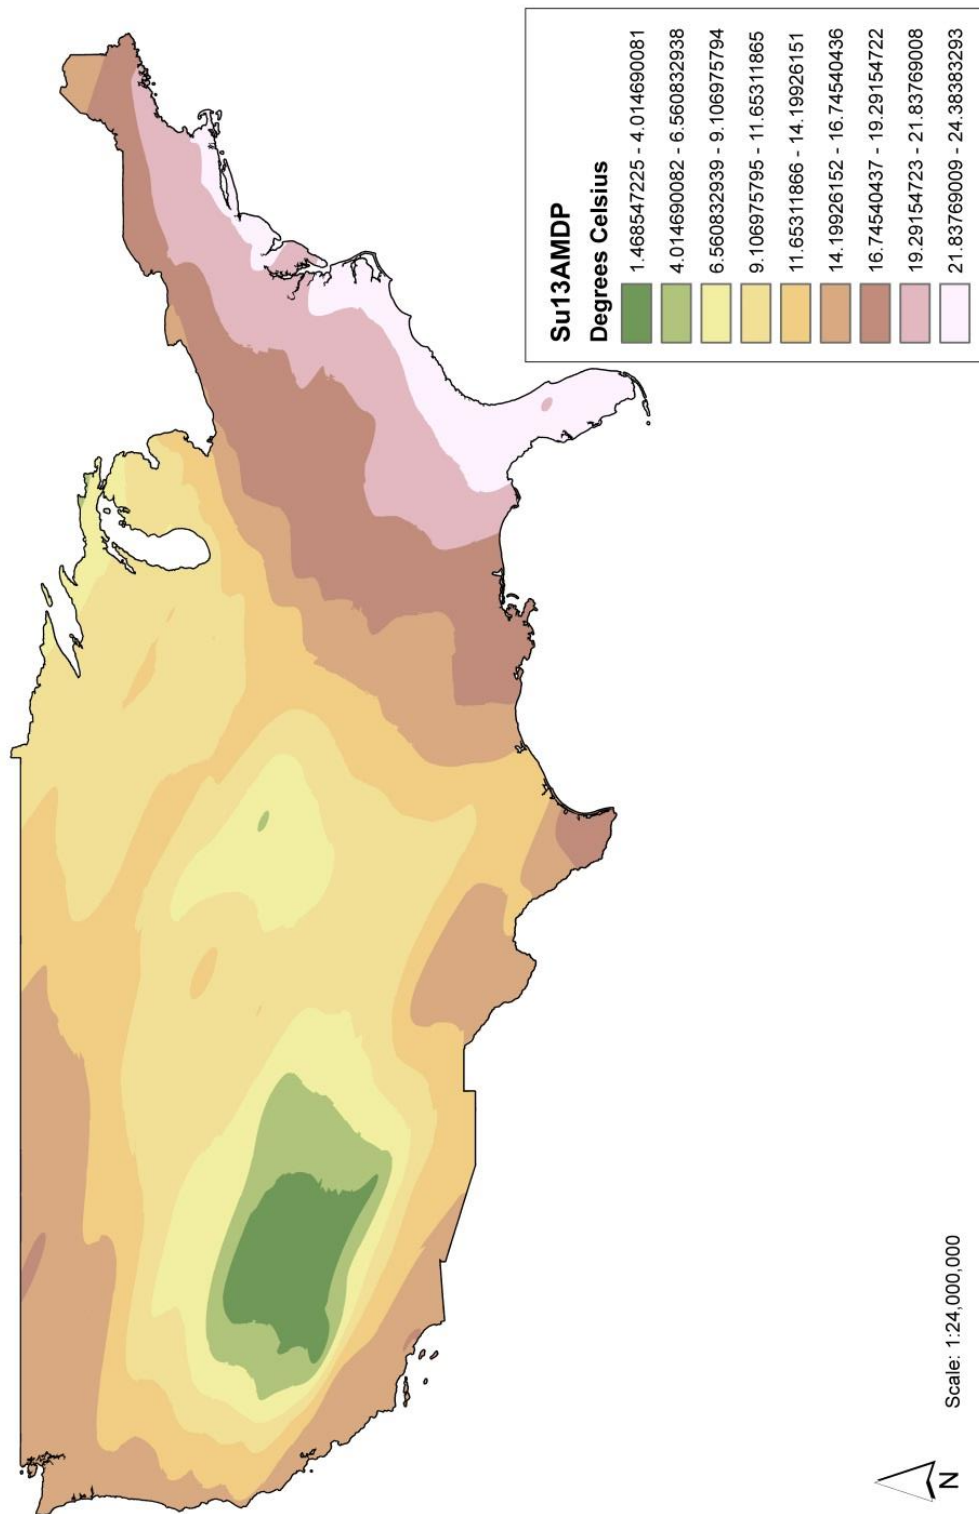 Su13AMDP
Degrees Celsius
1.468547225 - 4.014690081
4.014690082 - 6.560832938
6.560832939 - 9.106975794
9.106975795 - 11.65311865
11.65311866 - 14.19926151
14.19926152 - 16.74540436
16.74540437 - 19.29154722
19.29154723 - 21.83769008
21.83769009 - 24.38383293
Scale: 1:24,000,000
N